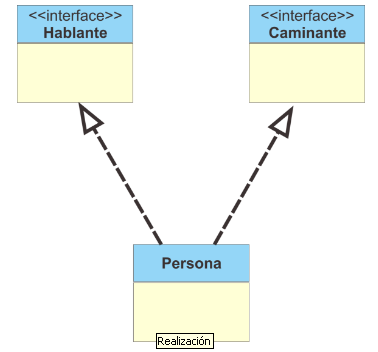 <<interface>>
Hablante
<<interface>>
Caminante
Persona
Realización